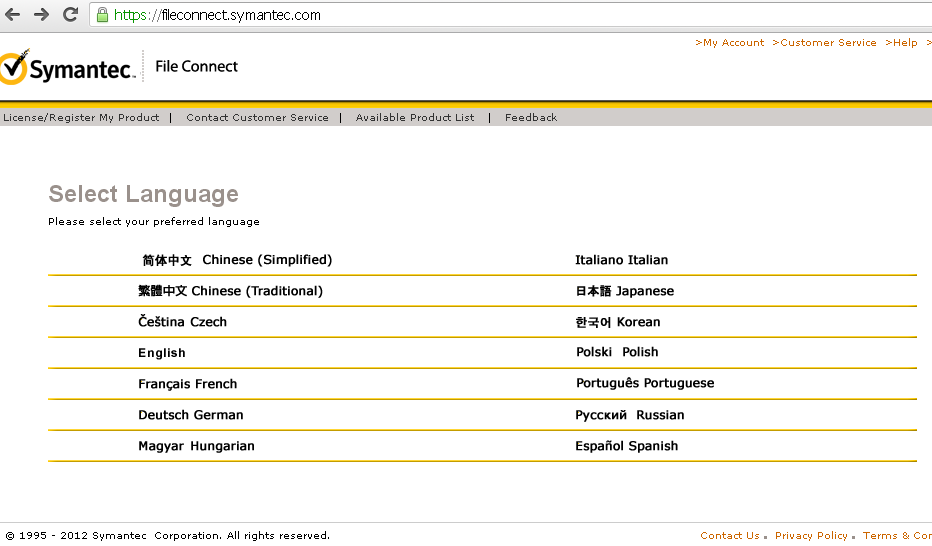 https://fileconnect.symantec.com
>My Account >Customer Service >Help >
Symantec™ File Connect
License/Register My Product | Contact Customer Service | Available Product List | Feedback
Select Language
Please select your preferred language
简体中文 Chinese (Simplified) Italiano Italian
繁體中文 Chinese (Traditional) 日本語 Japanese
Čeština Czech 한국어 Korean
English Polski Polish
Français French Português Portuguese
Deutsch German Русский Russian
Magyar Hungarian Español Spanish
© 1995 - 2012 Symantec Corporation. All rights reserved. Contact Us Privacy Policy Terms & Cor